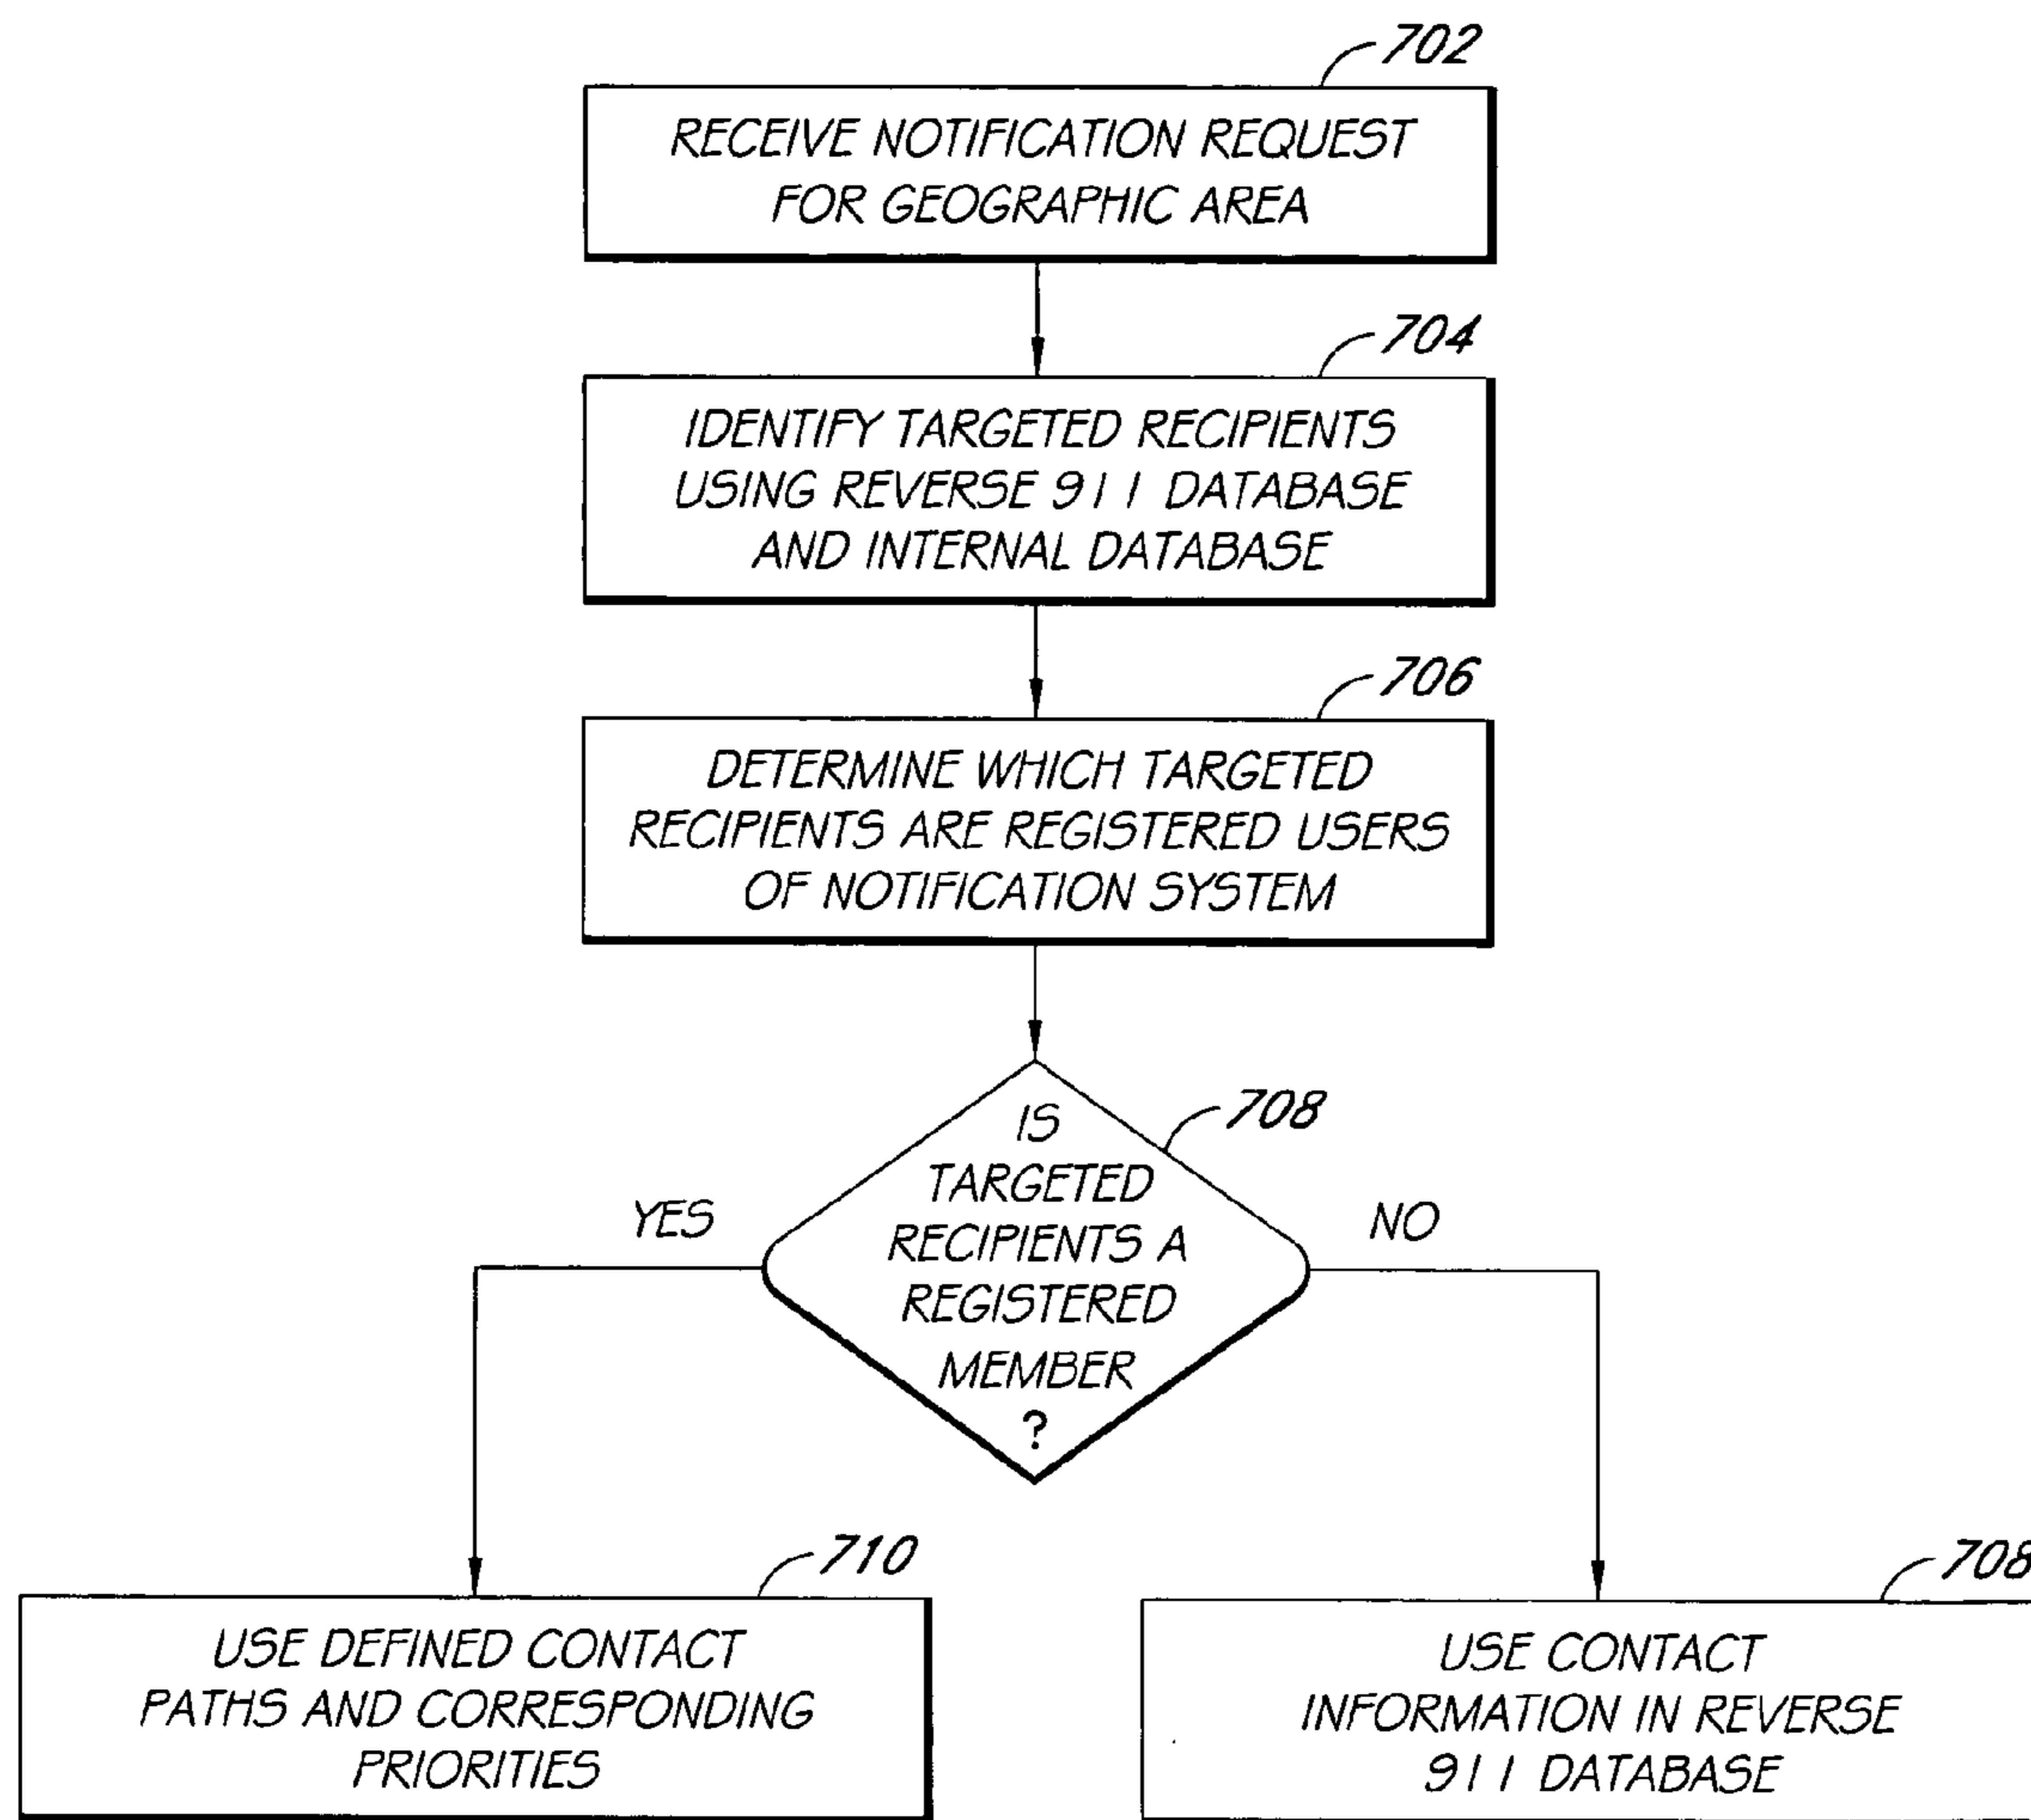 702
RECEIVE NOTIFICATION REQUEST
FOR GEOGRAPHIC AREA
704
IDENTIFY TARGETED RECIPIENTS
USING REVERSE 911 DATABASE
AND INTERNAL DATABASE
706
DETERMINE WHICH TARGETED
RECIPIENTS ARE REGISTERED USERS
OF NOTIFICATION SYSTEM
708
IS
TARGETED
RECIPIENTS A
REGISTERED
MEMBER
?
YES
NO
710
USE DEFINED CONTACT
PATHS AND CORRESPONDING
PRIORITIES
708
USE CONTACT
INFORMATION IN REVERSE
911 DATABASE